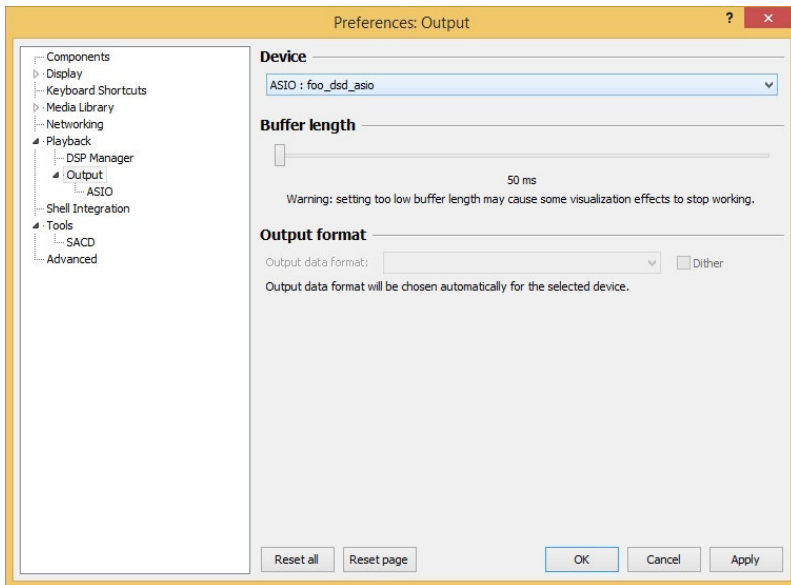 Preferences: Output
?
×
Components
Display
Keyboard Shortcuts
Media Library
Networking
Playback
DSP Manager
Output
ASIO
Shell Integration
Tools
SACD
Advanced
Device
ASIO : foo_dsd_asio
Buffer length
50 ms
Warning: setting too low buffer length may cause some visualization effects to stop working.
Output format
Output data format:
Dither
Output data format will be chosen automatically for the selected device.
Reset all
Reset page
OK
Cancel
Apply